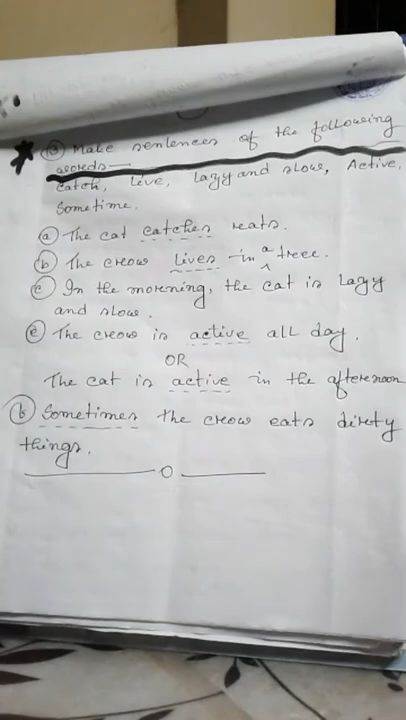 ③ Make sentences of the following
words—
Catch, Live, Lazy and slow, Active,
Sometime.
ⓐ The cat catches rats.
ⓑ The crow lives in a tree.
ⓒ In the morning, the cat is Lazy
and slow.
ⓔ The crow is active all day.
OR
The cat is active in the afternoon
ⓑ Sometimes the crow eats dirty
things.